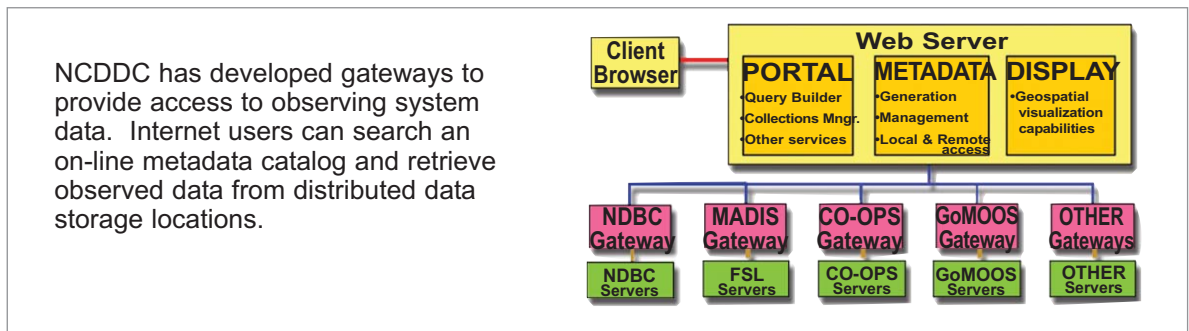 NCDDC has developed gateways to
provide access to observing system
data. Internet users can search an
on-line metadata catalog and retrieve
observed data from distributed data
storage locations.
Client
Browser
Web Server
PORTAL
•Query Builder
•Collections Mngr.
•Other services
METADATA
•Generation
•Management
•Local & Remote
access
DISPLAY
•Geospatial
visualization
capabilities
NDBC
Gateway
MADIS
Gateway
CO-OPS
Gateway
GoMOOS
Gateway
OTHER
Gateways
NDBC
Servers
FSL
Servers
CO-OPS
Servers
GoMOOS
Servers
OTHER
Servers